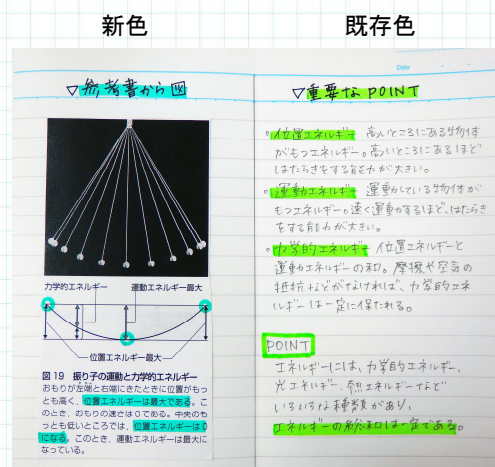 新色
既存色
Date
▽参考書から図
力学的エネルギー
運動エネルギー最大
位置エネルギー最大
図19 振り子の運動と力学的エネルギー
おもりが左端と右端にきたときに位置がもっ
とも高く、位置エネルギーは最大である。こ
のとき、おもりの速さは0である。中央のも
っとも低いところでは、位置エネルギーは0
になる。このとき、運動エネルギーは最大に
なっている。
▽重要なPOINT
・位置エネルギー 高いところにある物体
がもつエネルギー。高いところにあるほど
はたらきをする能力が大きい。
・運動エネルギー 運動している物体が
もつエネルギー。速く運動するほど、はたらき
をする能力が大きい。
・力学的エネルギー 位置エネルギーと
運動エネルギーの和。摩擦や空気の
抵抗などがなければ、力学的エネ
ルギーは一定に保たれる。
POINT
エネルギーには、力学的エネルギー、
光エネルギー、熱エネルギーなど
いろいろな種類があり、
エネルギーの総和は一定である。